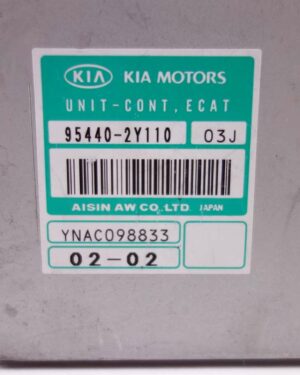 KIA KIA MOTORS
UNIT-CONT, ECAT
95440-2Y110 03J
AISIN AW CO., LTD. JAPAN
YNAC098833
02-02